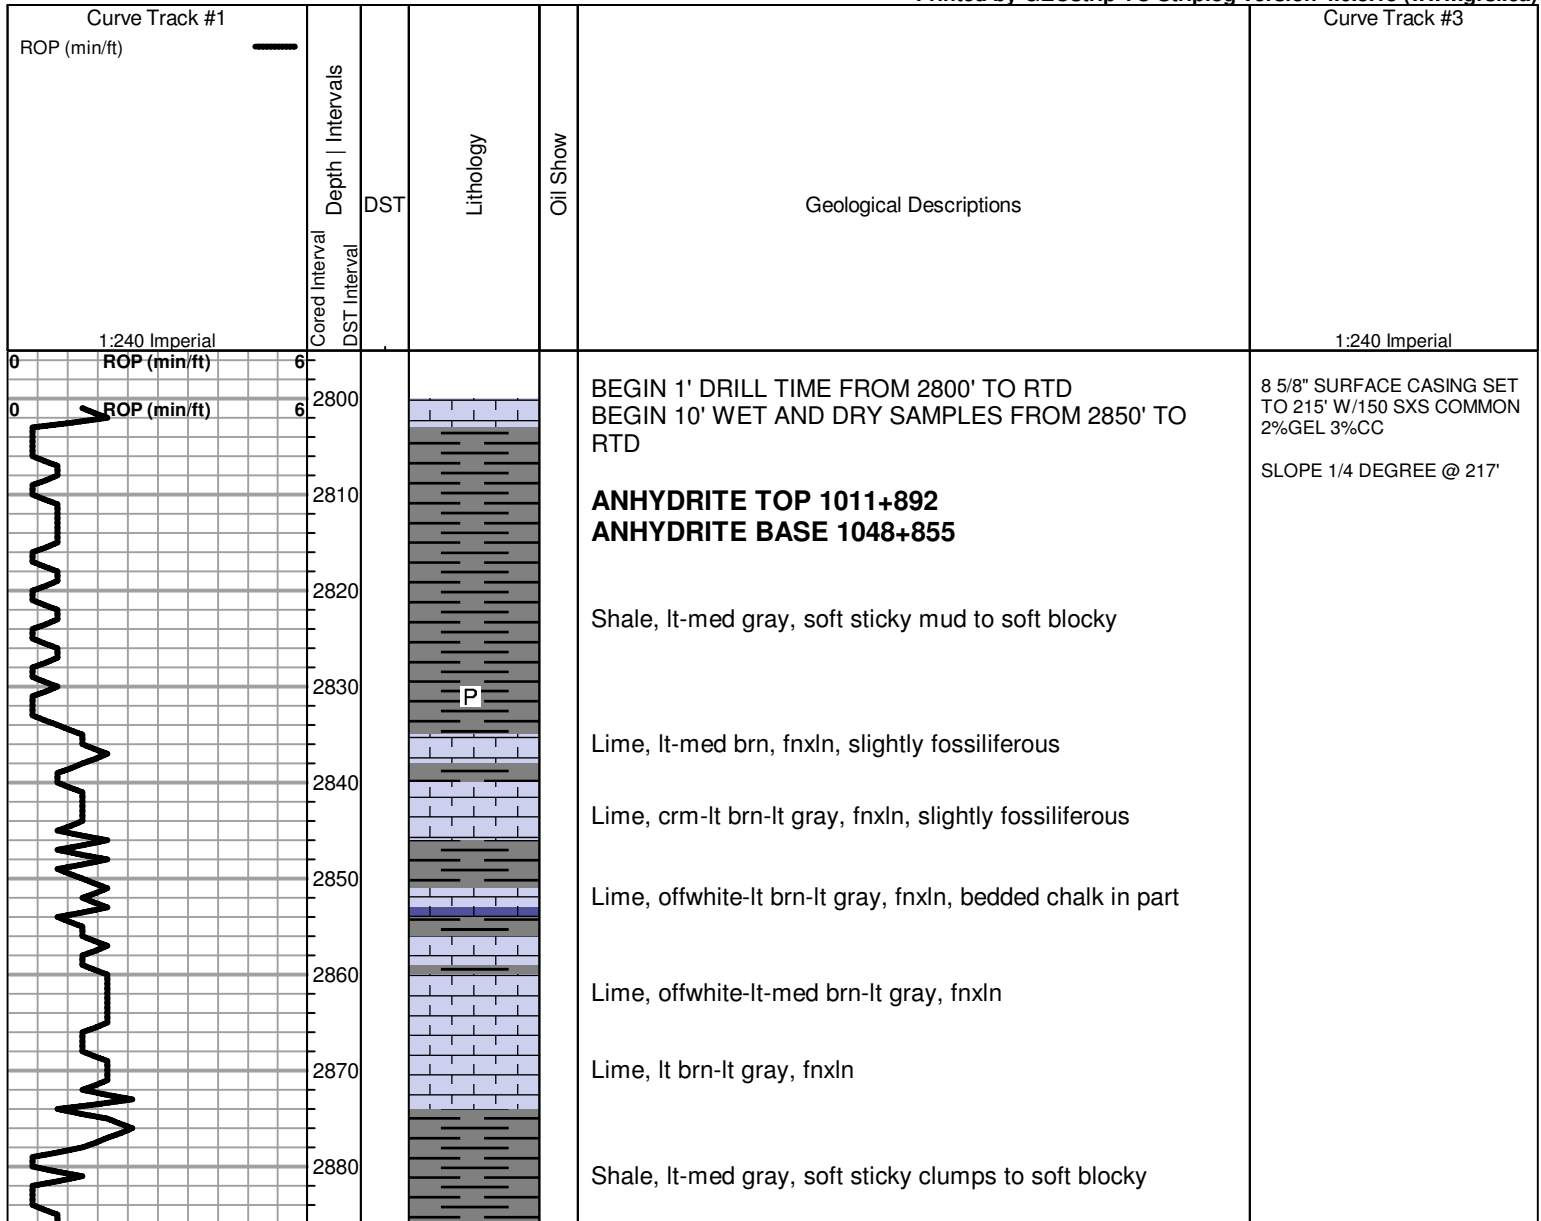 Curve Track #1
ROP (min/ft)
Depth | Intervals
Cored Interval
DST Interval
DST
Lithology
Oil Show
Geological Descriptions
Curve Track #3
1:240 Imperial
1:240 Imperial
0 ROP (min/ft) 6
0 ROP (min/ft) 6
2800
2810
2820
2830
2840
2850
2860
2870
2880
P
BEGIN 1' DRILL TIME FROM 2800' TO RTD
BEGIN 10' WET AND DRY SAMPLES FROM 2850' TO
RTD
ANHYDRITE TOP 1011+892
ANHYDRITE BASE 1048+855
Shale, lt-med gray, soft sticky mud to soft blocky
Lime, lt-med brn, fnxln, slightly fossiliferous
Lime, crm-lt brn-lt gray, fnxln, slightly fossiliferous
Lime, offwhite-lt brn-lt gray, fnxln, bedded chalk in part
Lime, offwhite-lt-med brn-lt gray, fnxln
Lime, lt brn-lt gray, fnxln
Shale, lt-med gray, soft sticky clumps to soft blocky
8 5/8" SURFACE CASING SET
TO 215' W/150 SXS COMMON
2%GEL 3%CC
SLOPE 1/4 DEGREE @ 217'